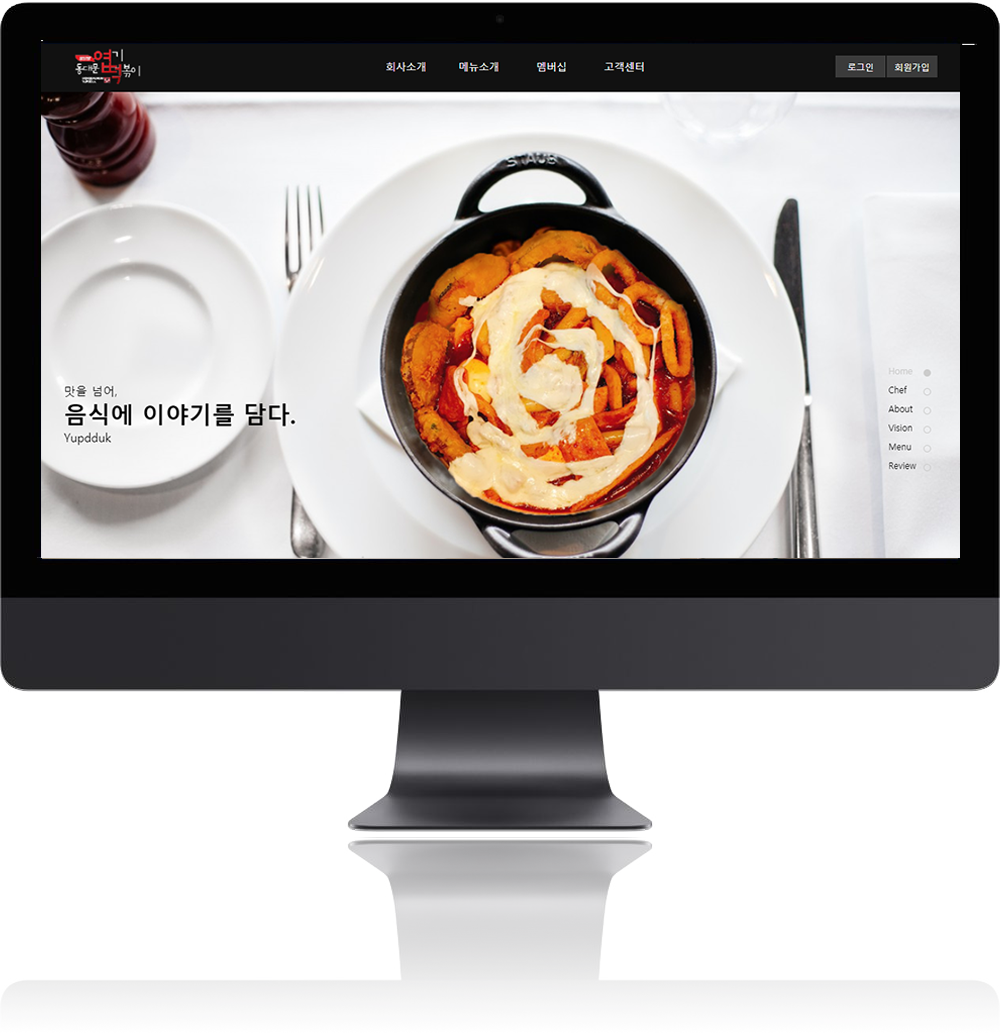 엽기
동대문 떡볶이
회사소개 메뉴소개 멤버십 고객센터
로그인 회원가입
STAUB
맛을 넘어,
음식에 이야기를 담다.
Yupdduk
Home
Chef
About
Vision
Menu
Review